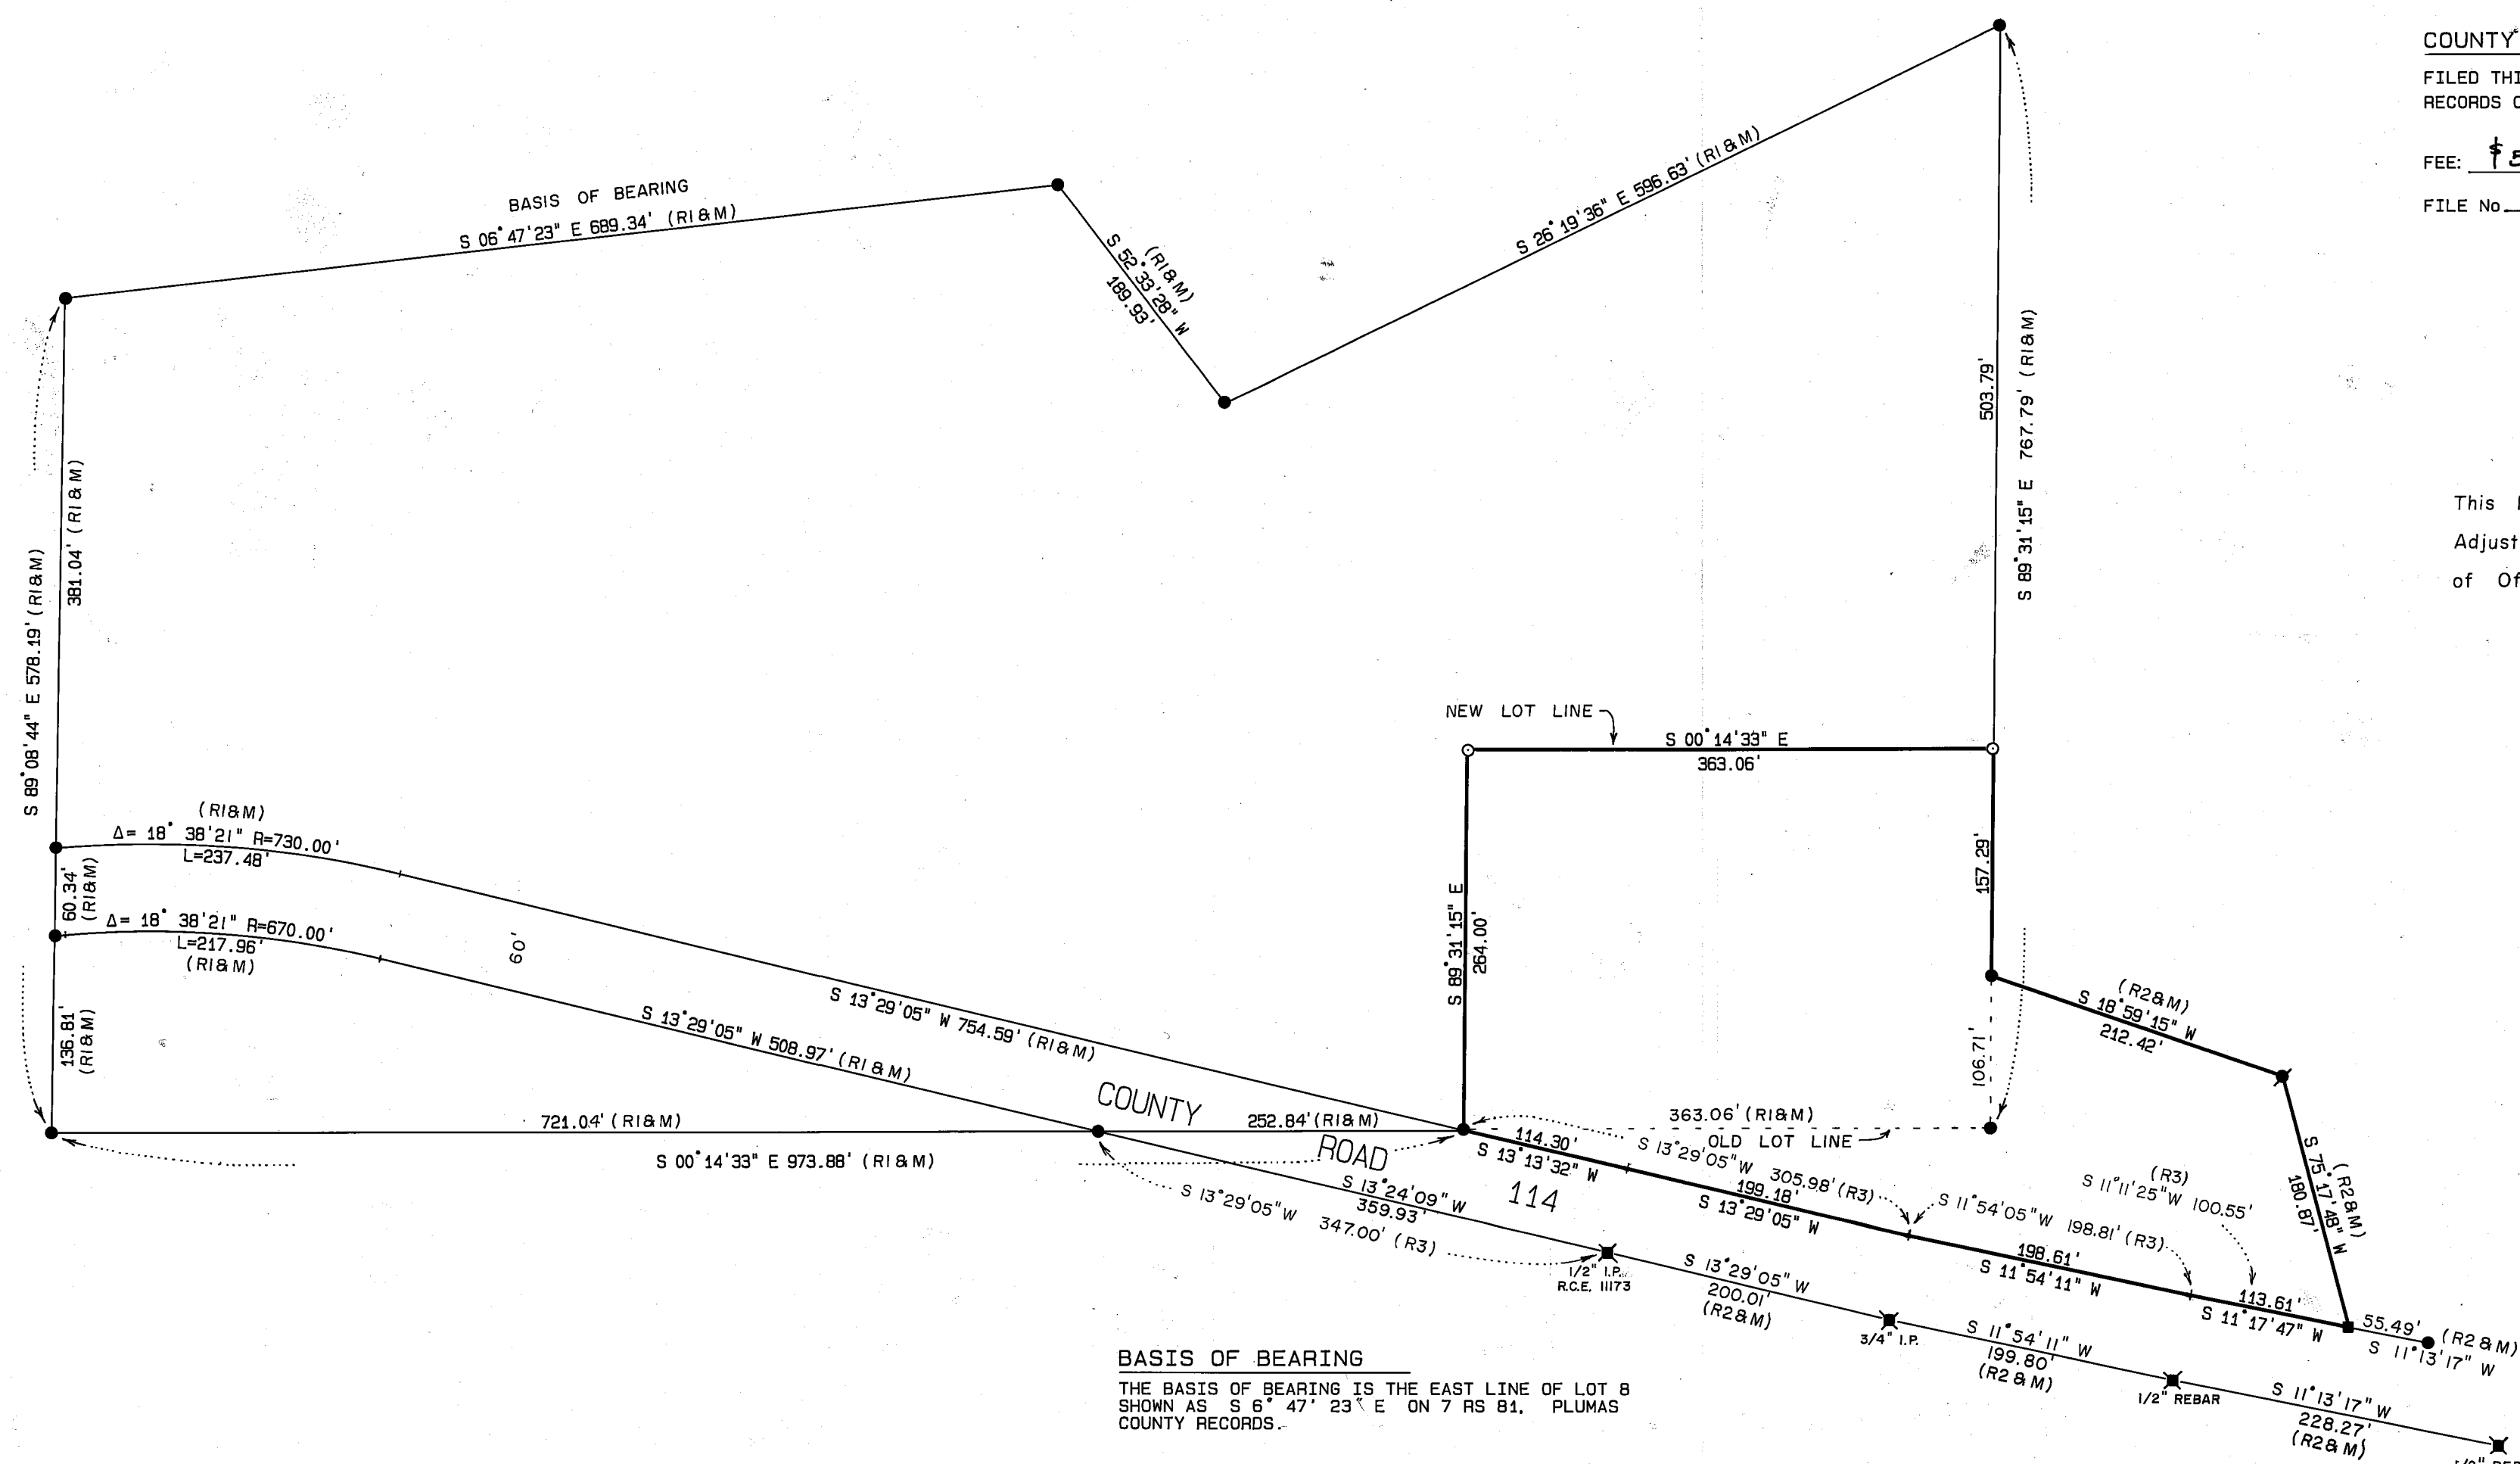 COUNTY
FILED
RECORDS
FEE: $
FILE No.
BASIS OF BEARING
S 06°47'23" E 689.34' (R1&M)
(R1&M)
S 52°33'28" W
189.93'
S 26°19'36" E 596.63' (R1&M)
503.79'
S 89°31'15" E 767.79' (R1&M)
This
Adjust
of
S 89°08'44" E 578.19' (R1&M)
381.04' (R1&M)
NEW LOT LINE
S 00°14'33" E
363.06'
(R1&M)
Δ= 18°38'21" R=730.00'
L=237.48'
60.34'
(R1&M)
Δ= 18°38'21" R=670.00'
L=217.96'
(R1&M)
60'
136.81'
(R1&M)
S 13°29'05" W 754.59' (R1&M)
S 13°29'05" W 508.97' (R1&M)
S 89°31'15" E
264.00'
157.29'
106.71'
(R2&M)
S 18°59'15" W
212.42'
COUNTY
ROAD
114
721.04' (R1&M)
252.84' (R1&M)
S 00°14'33" E 973.88' (R1&M)
363.06' (R1&M)
OLD LOT LINE
114.30'
S 13°13'32" W
S 13°29'05" W 305.98' (R3)
199.18'
S 13°29'05" W
S 11°54'05" W 198.81' (R3)
198.61'
S 11°54'11" W
(R3)
S 11°11'25" W 100.55'
113.61'
S 11°17'47" W
(R2&M)
S 75°17'48" W
180.87'
55.49' (R2&M)
S 11°13'17" W
S 13°24'09" W
359.93'
S 13°29'05" W 347.00' (R3)
1/2" I.P.
R.C.E. 11173
S 13°29'05" W
200.01'
(R2&M)
3/4" I.P.
S 11°54'11" W
199.80'
(R2&M)
1/2" REBAR
S 11°13'17" W
228.27'
(R2&M)
BASIS OF BEARING
THE BASIS OF BEARING IS THE EAST LINE OF LOT 8
SHOWN AS S 6° 47' 23" E ON 7 RS 81, PLUMAS
COUNTY RECORDS.